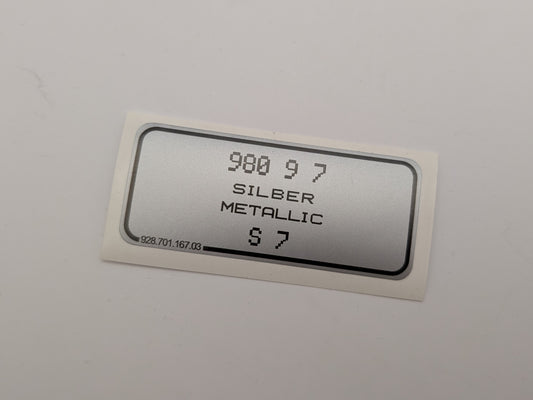 980 9 7
SILBER
METALLIC
S 7
928.701.167.03